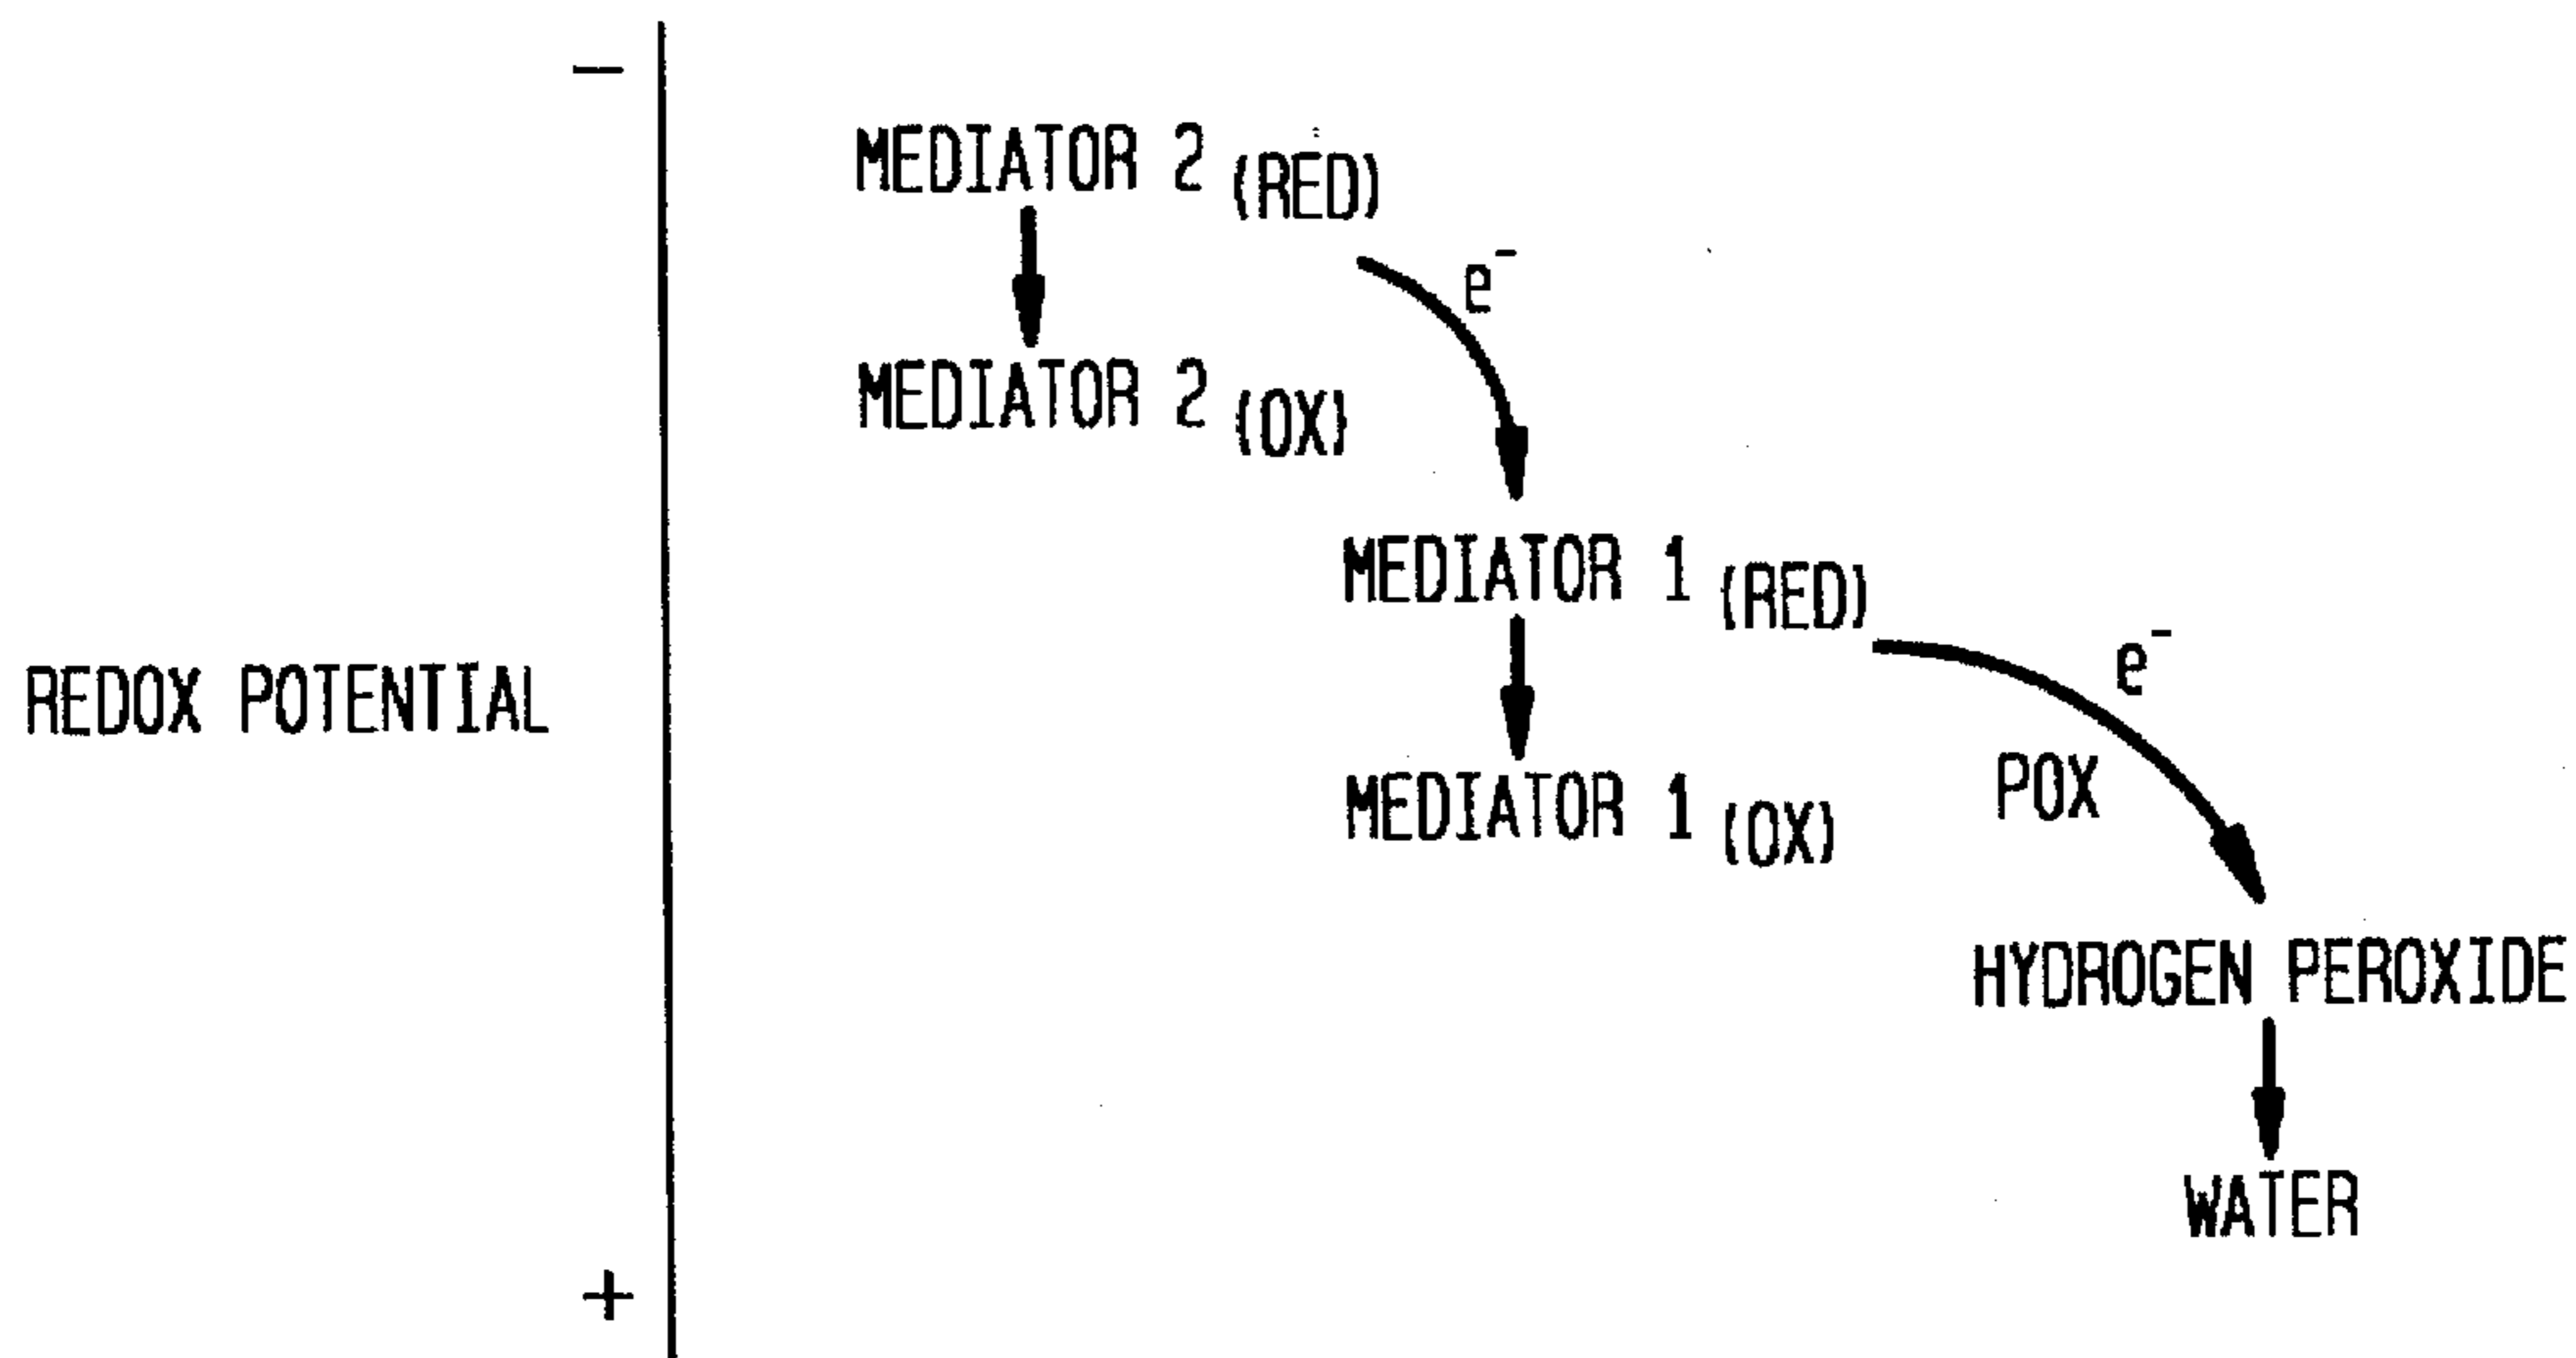 −
MEDIATOR 2 (RED)
e⁻
MEDIATOR 2 (OX)
MEDIATOR 1 (RED)
e⁻
REDOX POTENTIAL
POX
MEDIATOR 1 (OX)
HYDROGEN PEROXIDE
WATER
+